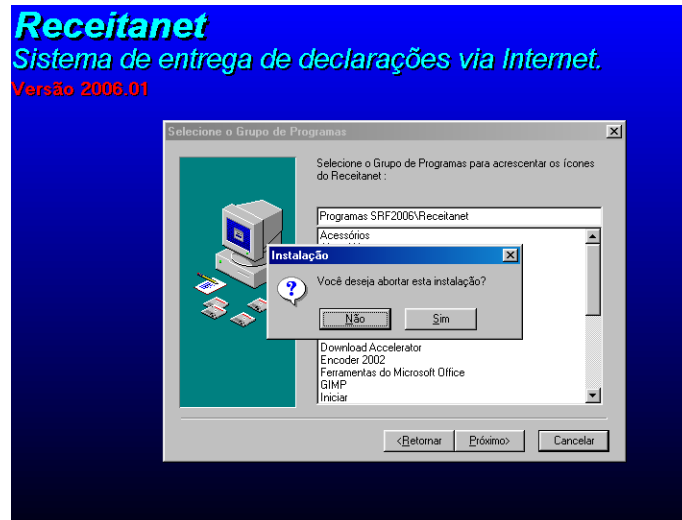 Receitanet
Sistema de entrega de declarações via Internet.
Versão 2006.01
Selecione o Grupo de Programas
Selecione o Grupo de Programas para acrescentar os ícones
do Receitanet :
Programas SRF2006\Receitanet
Acessórios
Instalação
Você deseja abortar esta instalação?
Não
Sim
Download Accelerator
Encoder 2002
Ferramentas do Microsoft Office
GIMP
Iniciar
<Retornar
Próximo>
Cancelar